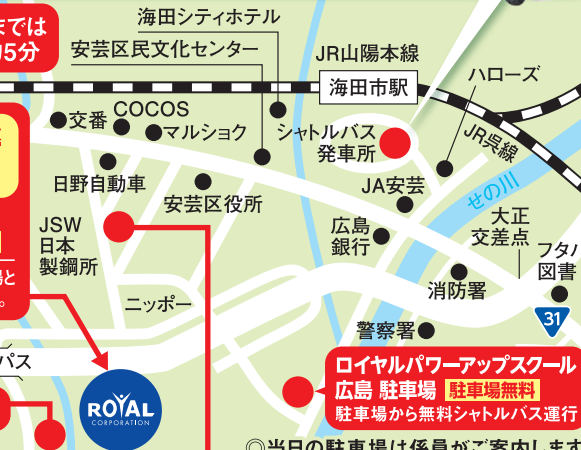 までは
約5分
海田シティホテル
安芸区民文化センター
JR山陽本線
海田市駅
ハローズ
交番
COCOS
マルショク
シャトルバス
発車所
JR呉線
日野自動車
安芸区役所
JA安芸
せの川
JSW
日本
製鋼所
広島
銀行
大正
交差点
フタバ
図書
ニッポー
消防署
31
警察署
パス
ROYAL
CORPORATION
ロイヤルパワーアップスクール
広島 駐車場 駐車場無料
駐車場から無料シャトルバス運行
◎当日の駐車場は係員がご案内します